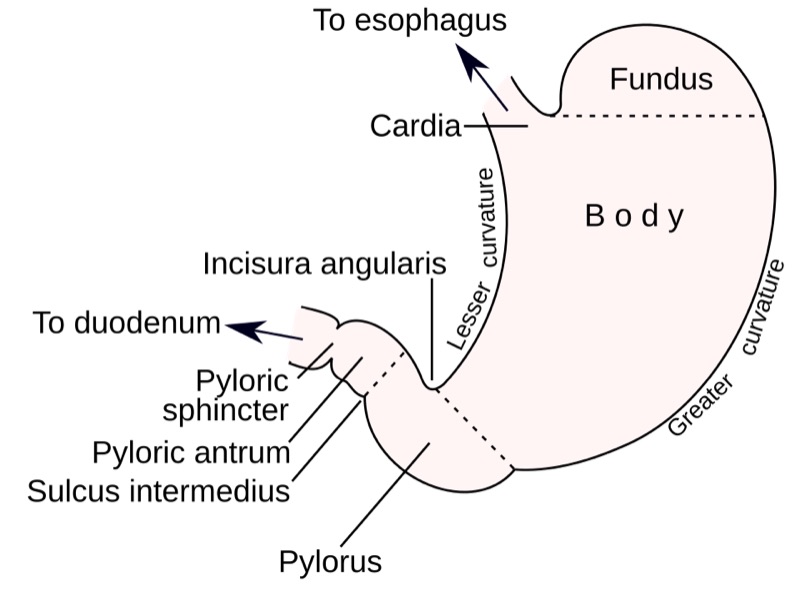 To esophagus
Fundus
Cardia
Body
Lesser curvature
Incisura angularis
Greater curvature
To duodenum
Pyloric
sphincter
Pyloric antrum
Sulcus intermedius
Pylorus